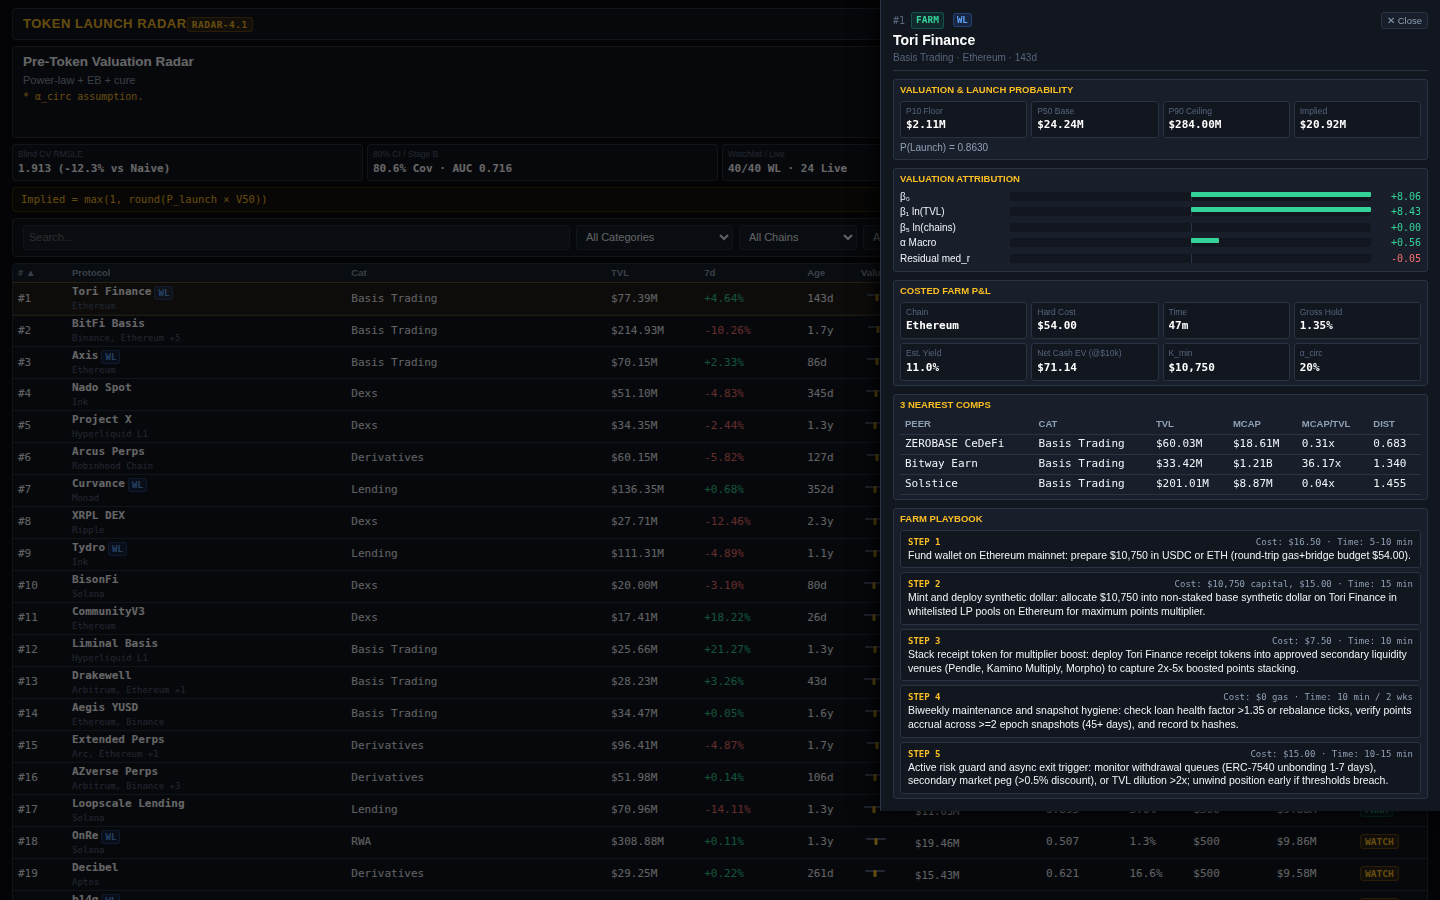 TOKEN LAUNCH RADAR RADAR-4.1
Pre-Token Valuation Radar
Power-law + EB + cure
* α_circ assumption.
Blind CV RMSLE
1.913 (-12.3% vs Naive)
80% CI / Stage B
80.6% Cov · AUC 0.716
Watchlist / Live
40/40 WL · 24 Live
Implied = max(1, round(P_launch × V50))
Search... All Categories All Chains
# ▲ Protocol Cat TVL 7d Age
#1 Tori Finance WL Basis Trading $77.39M +4.64% 143d
Ethereum
#2 BitFi Basis Basis Trading $214.93M -10.26% 1.7y
Binance, Ethereum +5
#3 Axis WL Basis Trading $70.15M +2.33% 86d
Ethereum
#4 Nado Spot Dexs $51.10M -4.83% 345d
Ink
#5 Project X Dexs $34.35M -2.44% 1.3y
Hyperliquid L1
#6 Arcus Perps Derivatives $60.15M -5.82% 127d
Robinhood Chain
#7 Curvance WL Lending $136.35M +0.68% 352d
Monad
#8 XRPL DEX Dexs $27.71M -12.46% 2.3y
Ripple
#9 Tydro WL Lending $111.31M -4.89% 1.1y
Ink
#10 BisonFi Dexs $20.00M -3.10% 80d
Solana
#11 CommunityV3 Dexs $17.41M +18.22% 26d
Ethereum
#12 Liminal Basis Basis Trading $25.66M +21.27% 1.3y
Hyperliquid L1
#13 Drakewell Basis Trading $28.23M +3.26% 43d
Arbitrum, Ethereum +1
#14 Aegis YUSD Basis Trading $34.47M +0.05% 1.6y
Ethereum, Binance
#15 Extended Perps Derivatives $96.41M -4.87% 1.7y
Arc, Ethereum +1
#16 AZverse Perps Derivatives $51.98M +0.14% 106d
Arbitrum, Binance +3
#17 Loopscale Lending Lending $70.96M -14.11% 1.3y
Solana
#18 OnRe WL RWA $308.88M +0.11% 1.3y $19.46M 0.507 1.3% $500 $9.86M WATCH
Solana
#19 Decibel Derivatives $29.25M +0.22% 261d $15.43M 0.621 16.6% $500 $9.58M WATCH
Aptos
#1 FARM WL ✕ Close
Tori Finance
Basis Trading · Ethereum · 143d
VALUATION & LAUNCH PROBABILITY
P10 Floor P50 Base P90 Ceiling Implied
$2.11M $24.24M $284.00M $20.92M
P(Launch) = 0.8630
VALUATION ATTRIBUTION
β₀ +8.06
β₁ ln(TVL) +8.43
β₅ ln(chains) +0.00
α Macro +0.56
Residual med_r -0.05
COSTED FARM P&L
Chain Hard Cost Time Gross Hold
Ethereum $54.00 47m 1.35%
Est. Yield Net Cash EV (@$10k) K_min α_circ
11.0% $71.14 $10,750 20%
3 NEAREST COMPS
PEER CAT TVL MCAP MCAP/TVL DIST
ZEROBASE CeDeFi Basis Trading $60.03M $18.61M 0.31x 0.683
Bitway Earn Basis Trading $33.42M $1.21B 36.17x 1.340
Solstice Basis Trading $201.01M $8.87M 0.04x 1.455
FARM PLAYBOOK
STEP 1 Cost: $16.50 · Time: 5-10 min
Fund wallet on Ethereum mainnet: prepare $10,750 in USDC or ETH (round-trip gas+bridge budget $54.00).
STEP 2 Cost: $10,750 capital, $15.00 · Time: 15 min
Mint and deploy synthetic dollar: allocate $10,750 into non-staked base synthetic dollar on Tori Finance in
whitelisted LP pools on Ethereum for maximum points multiplier.
STEP 3 Cost: $7.50 · Time: 10 min
Stack receipt token for multiplier boost: deploy Tori Finance receipt tokens into approved secondary liquidity
venues (Pendle, Kamino Multiply, Morpho) to capture 2x-5x boosted points stacking.
STEP 4 Cost: $0 gas · Time: 10 min / 2 wks
Biweekly maintenance and snapshot hygiene: check loan health factor >1.35 or rebalance ticks, verify points
accrual across >=2 epoch snapshots (45+ days), and record tx hashes.
STEP 5 Cost: $15.00 · Time: 10-15 min
Active risk guard and async exit trigger: monitor withdrawal queues (ERC-7540 unbonding 1-7 days),
secondary market peg (>0.5% discount), or TVL dilution >2x; unwind position early if thresholds breach.